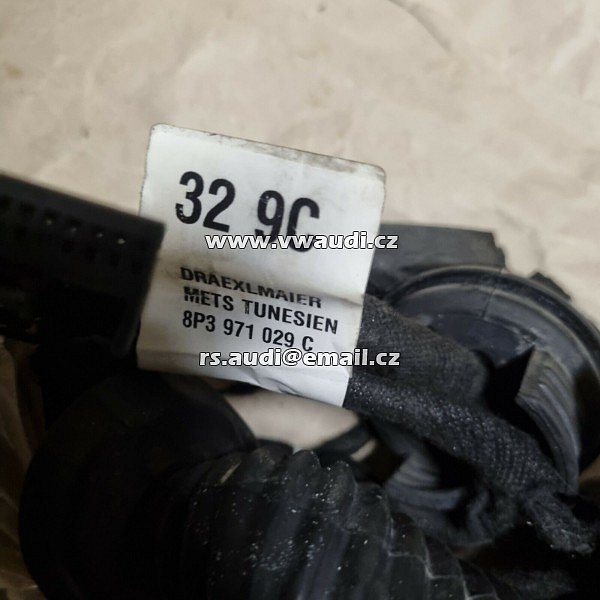 32 9C
www.vwaudi.cz
DRAEXLMAIER
METS TUNESIEN
8P3 971 029 C
rs.audi@email.cz